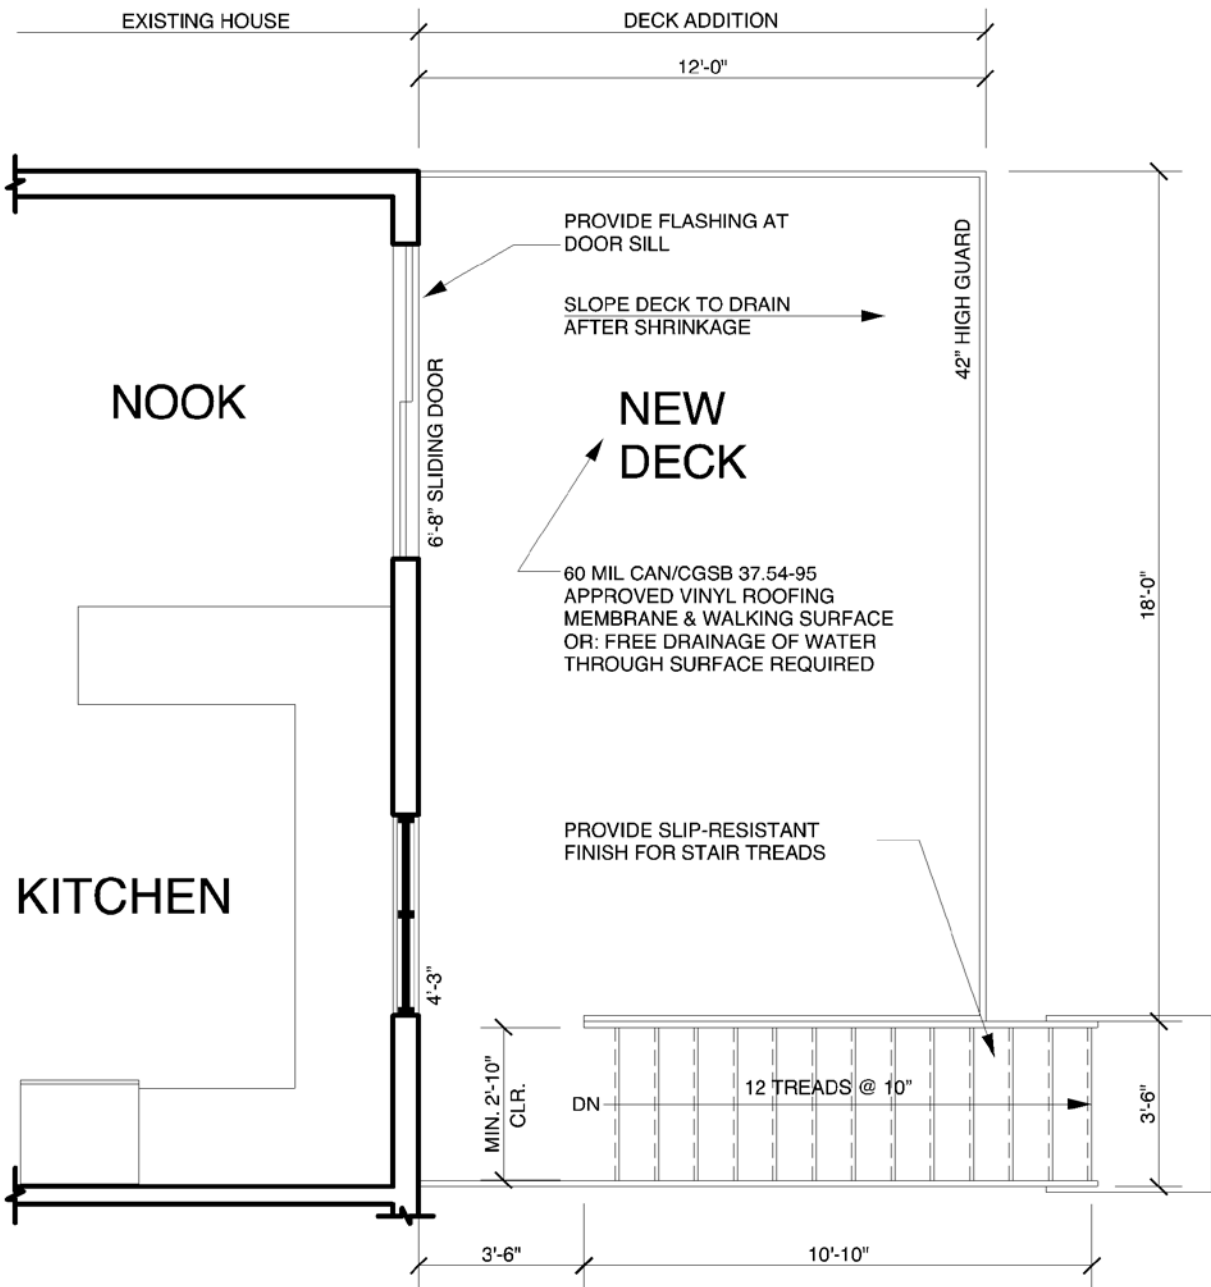 EXISTING HOUSE
DECK ADDITION
12'-0"
PROVIDE FLASHING AT
DOOR SILL
SLOPE DECK TO DRAIN
AFTER SHRINKAGE
42" HIGH GUARD
NOOK
6'-8" SLIDING DOOR
NEW
DECK
18'-0"
60 MIL CAN/CGSB 37.54-95
APPROVED VINYL ROOFING
MEMBRANE & WALKING SURFACE
OR: FREE DRAINAGE OF WATER
THROUGH SURFACE REQUIRED
PROVIDE SLIP-RESISTANT
FINISH FOR STAIR TREADS
KITCHEN
4'-3"
MIN. 2'-10"
CLR.
DN
12 TREADS @ 10"
3'-6"
3'-6"
10'-10"